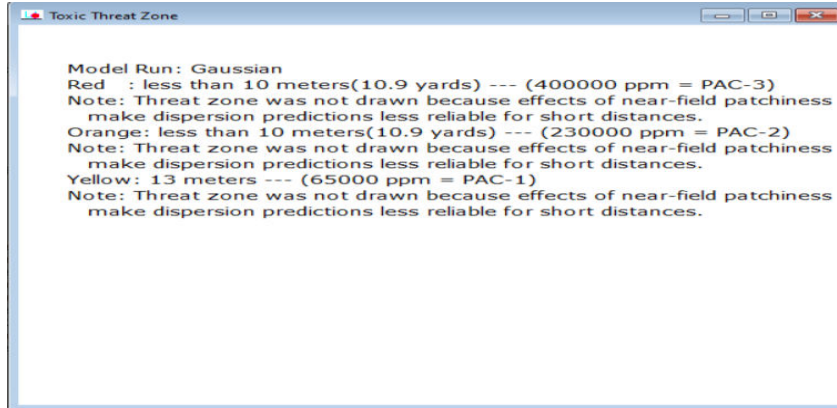 Toxic Threat Zone
Model Run: Gaussian
Red : less than 10 meters(10.9 yards) --- (400000 ppm = PAC-3)
Note: Threat zone was not drawn because effects of near-field patchiness
make dispersion predictions less reliable for short distances.
Orange: less than 10 meters(10.9 yards) --- (230000 ppm = PAC-2)
Note: Threat zone was not drawn because effects of near-field patchiness
make dispersion predictions less reliable for short distances.
Yellow: 13 meters --- (65000 ppm = PAC-1)
Note: Threat zone was not drawn because effects of near-field patchiness
make dispersion predictions less reliable for short distances.